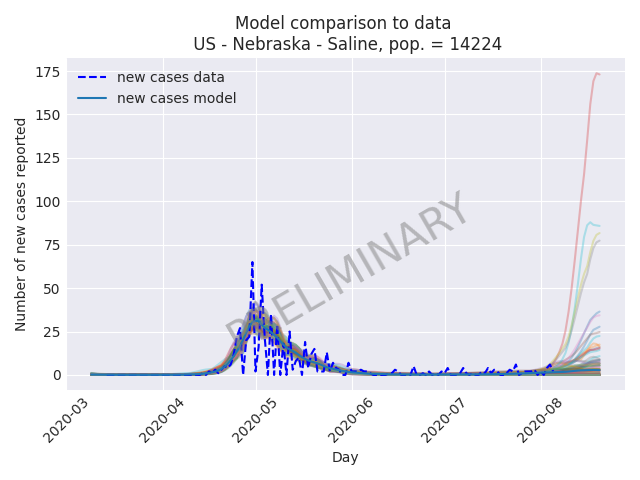 Model comparison to data
US - Nebraska - Saline, pop. = 14224
new cases data
new cases model
Number of new cases reported
175
150
125
100
75
50
25
0
PRELIMINARY
2020-03
2020-04
2020-05
2020-06
2020-07
2020-08
Day